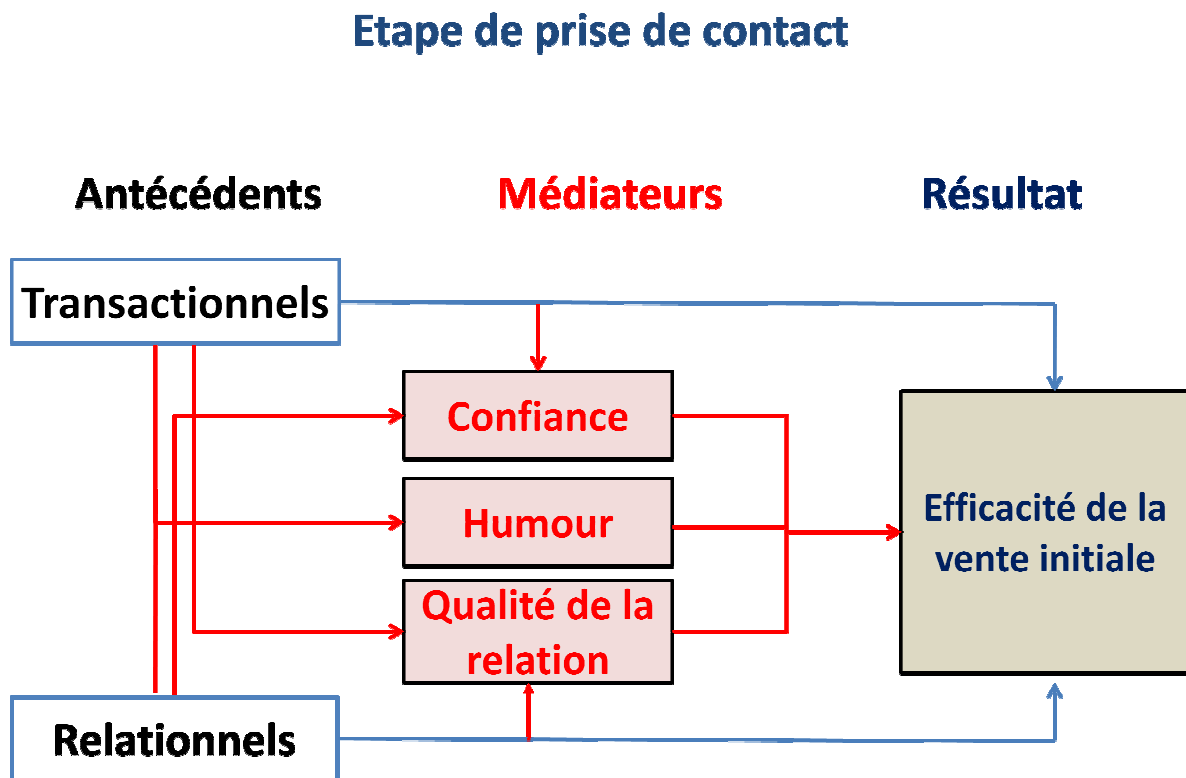 Etape de prise de contact
Antécédents
Médiateurs
Résultat
Transactionnels
Confiance
Humour
Efficacité de la
vente initiale
Qualité de la
relation
Relationnels